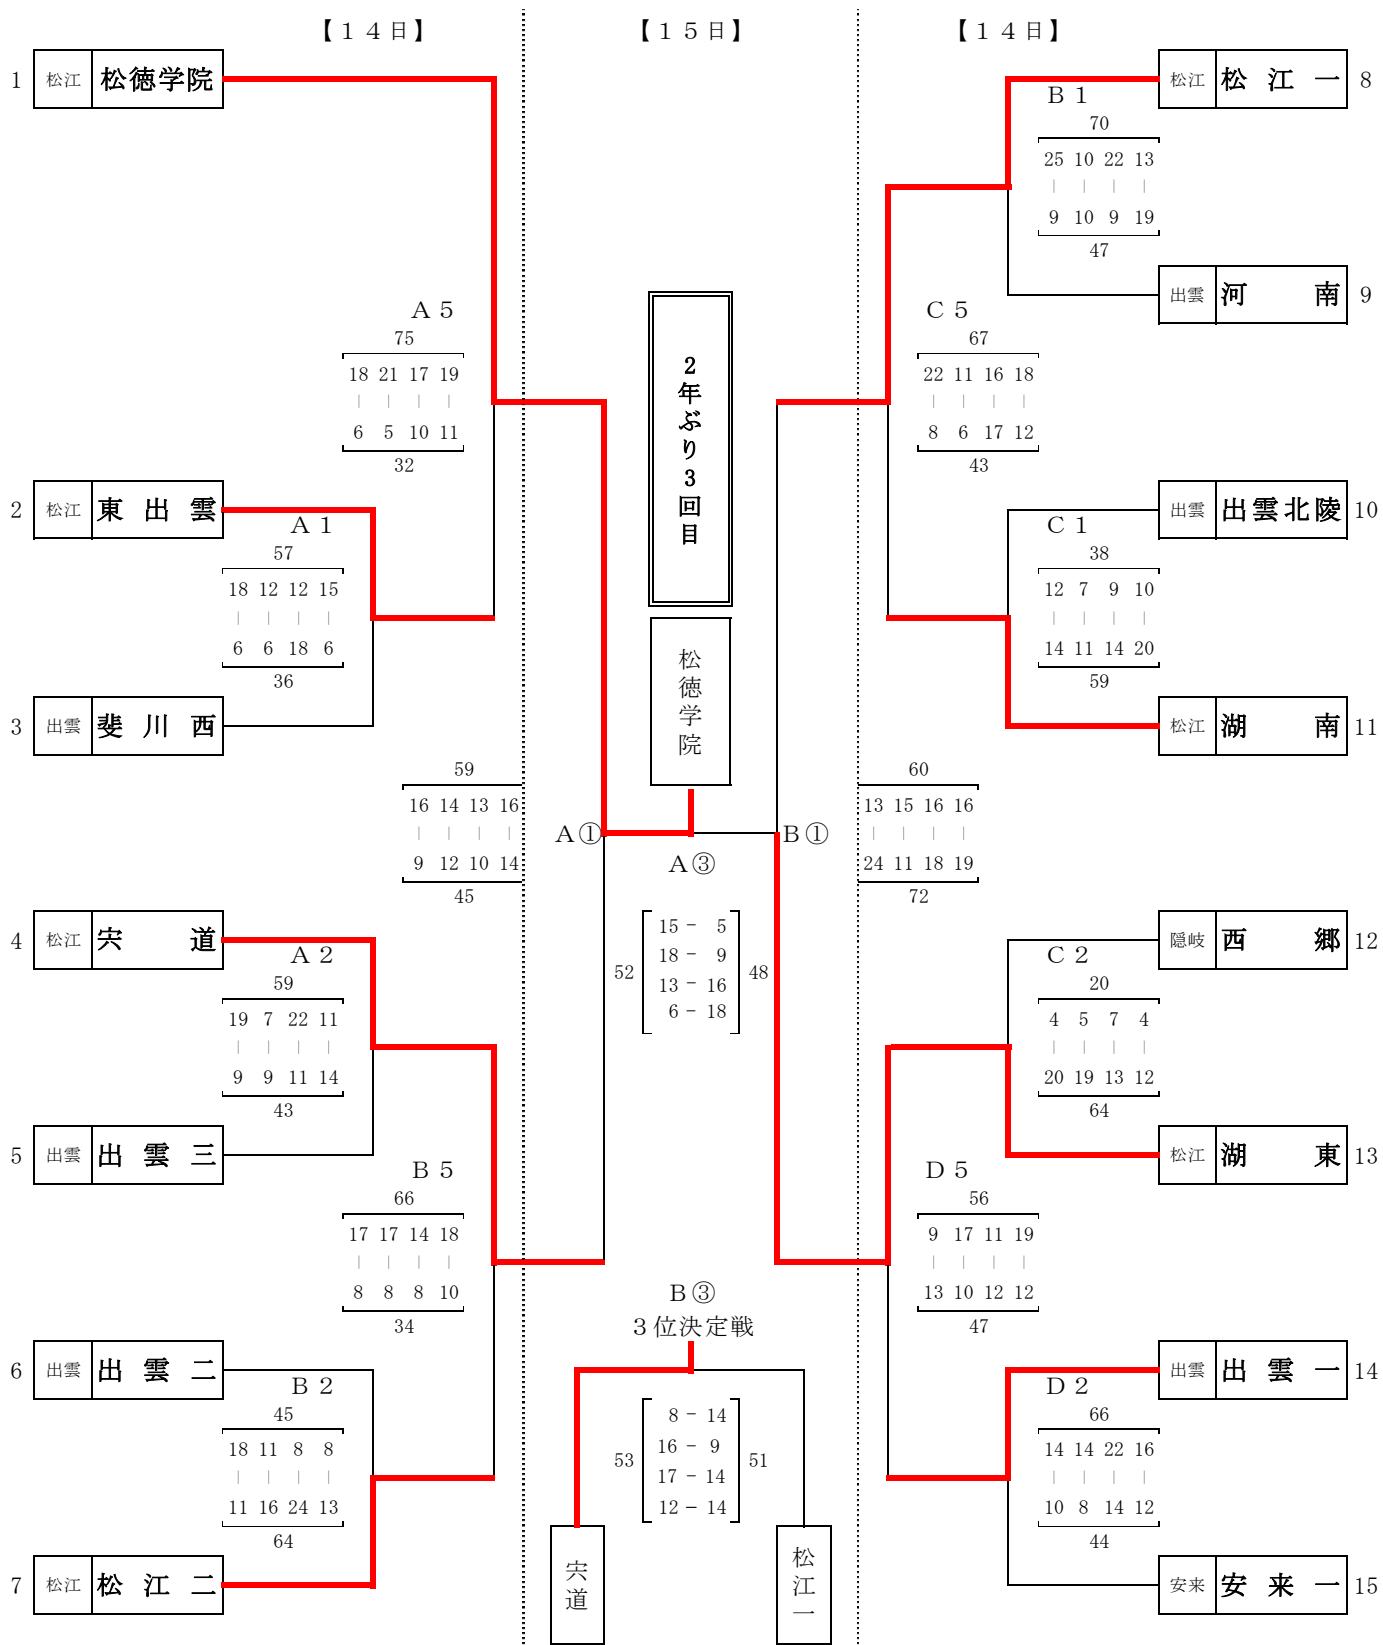 【１４日】
【１５日】
【１４日】
1 松江 松徳学院
松江 松江一 8
B1
70
25 10 22 13
| | | |
9 10 9 19
47
出雲 河南 9
A5
75
18 21 17 19
| | | |
6 5 10 11
32
C5
67
22 11 16 18
| | | |
8 6 17 12
43
2年ぶり3回目
松徳学院
2 松江 東出雲
A1
57
18 12 12 15
| | | |
6 6 18 6
36
3 出雲 斐川西
出雲 出雲北陵 10
C1
38
12 7 9 10
| | | |
14 11 14 20
59
松江 湖南 11
59
16 14 13 16
| | | |
9 12 10 14
45
A①
B①
60
13 15 16 16
| | | |
24 11 18 19
72
A③
52
15 － 5
18 － 9
13 － 16
6 － 18
48
4 松江 宍道
A2
59
19 7 22 11
| | | |
9 9 11 14
43
5 出雲 出雲三
隠岐 西郷 12
C2
20
4 5 7 4
| | | |
20 19 13 12
64
松江 湖東 13
B5
66
17 17 14 18
| | | |
8 8 8 10
34
D5
56
9 17 11 19
| | | |
13 10 12 12
47
6 出雲 出雲二
B2
45
18 11 8 8
| | | |
11 16 24 13
64
7 松江 松江二
B③
３位決定戦
53
8 － 14
16 － 9
17 － 14
12 － 14
51
宍道
松江一
出雲 出雲一 14
D2
66
14 14 22 16
| | | |
10 8 14 12
44
安来 安来一 15